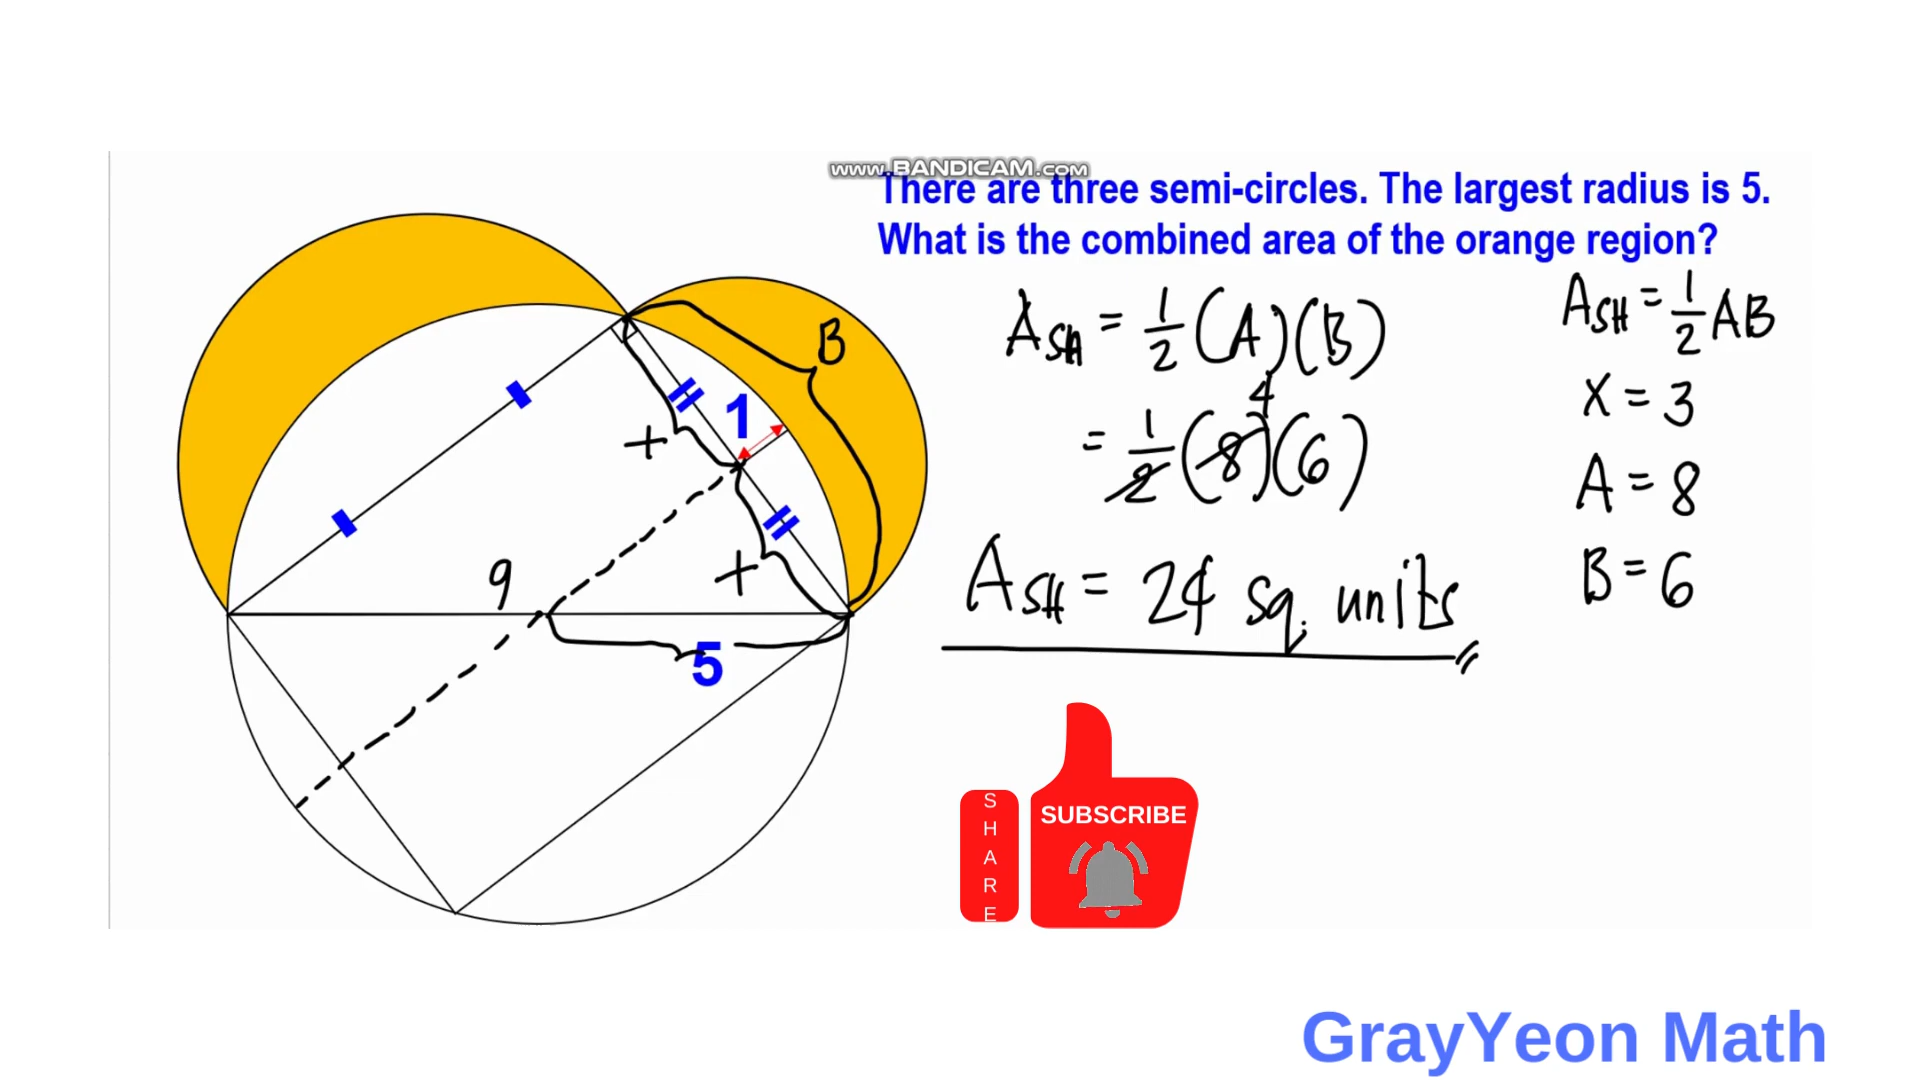 www.BANDICAM.com
There are three semi-circles. The largest radius is 5.
What is the combined area of the orange region?
A_SH = 1/2 (A)(B)
= 1/2 (8)(6)
4
A_SH = 24 sq. units
A_SH = 1/2 AB
x = 3
A = 8
B = 6
B
1
x
x
9
5
SHARE
SUBSCRIBE
GrayYeon Math